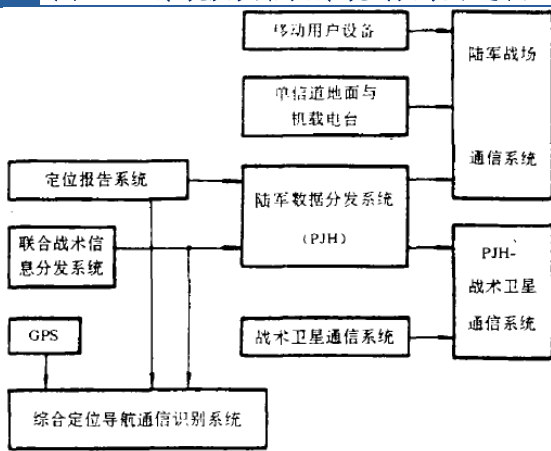 移动用户设备
陆军战场
单信道地面与
机载电台
通信系统
定位报告系统
陆军数据分发系统
(PJH)
联合战术信
息分发系统
PJH-
战术卫星
通信系统
GPS
战术卫星通信系统
综合定位导航通信识别系统